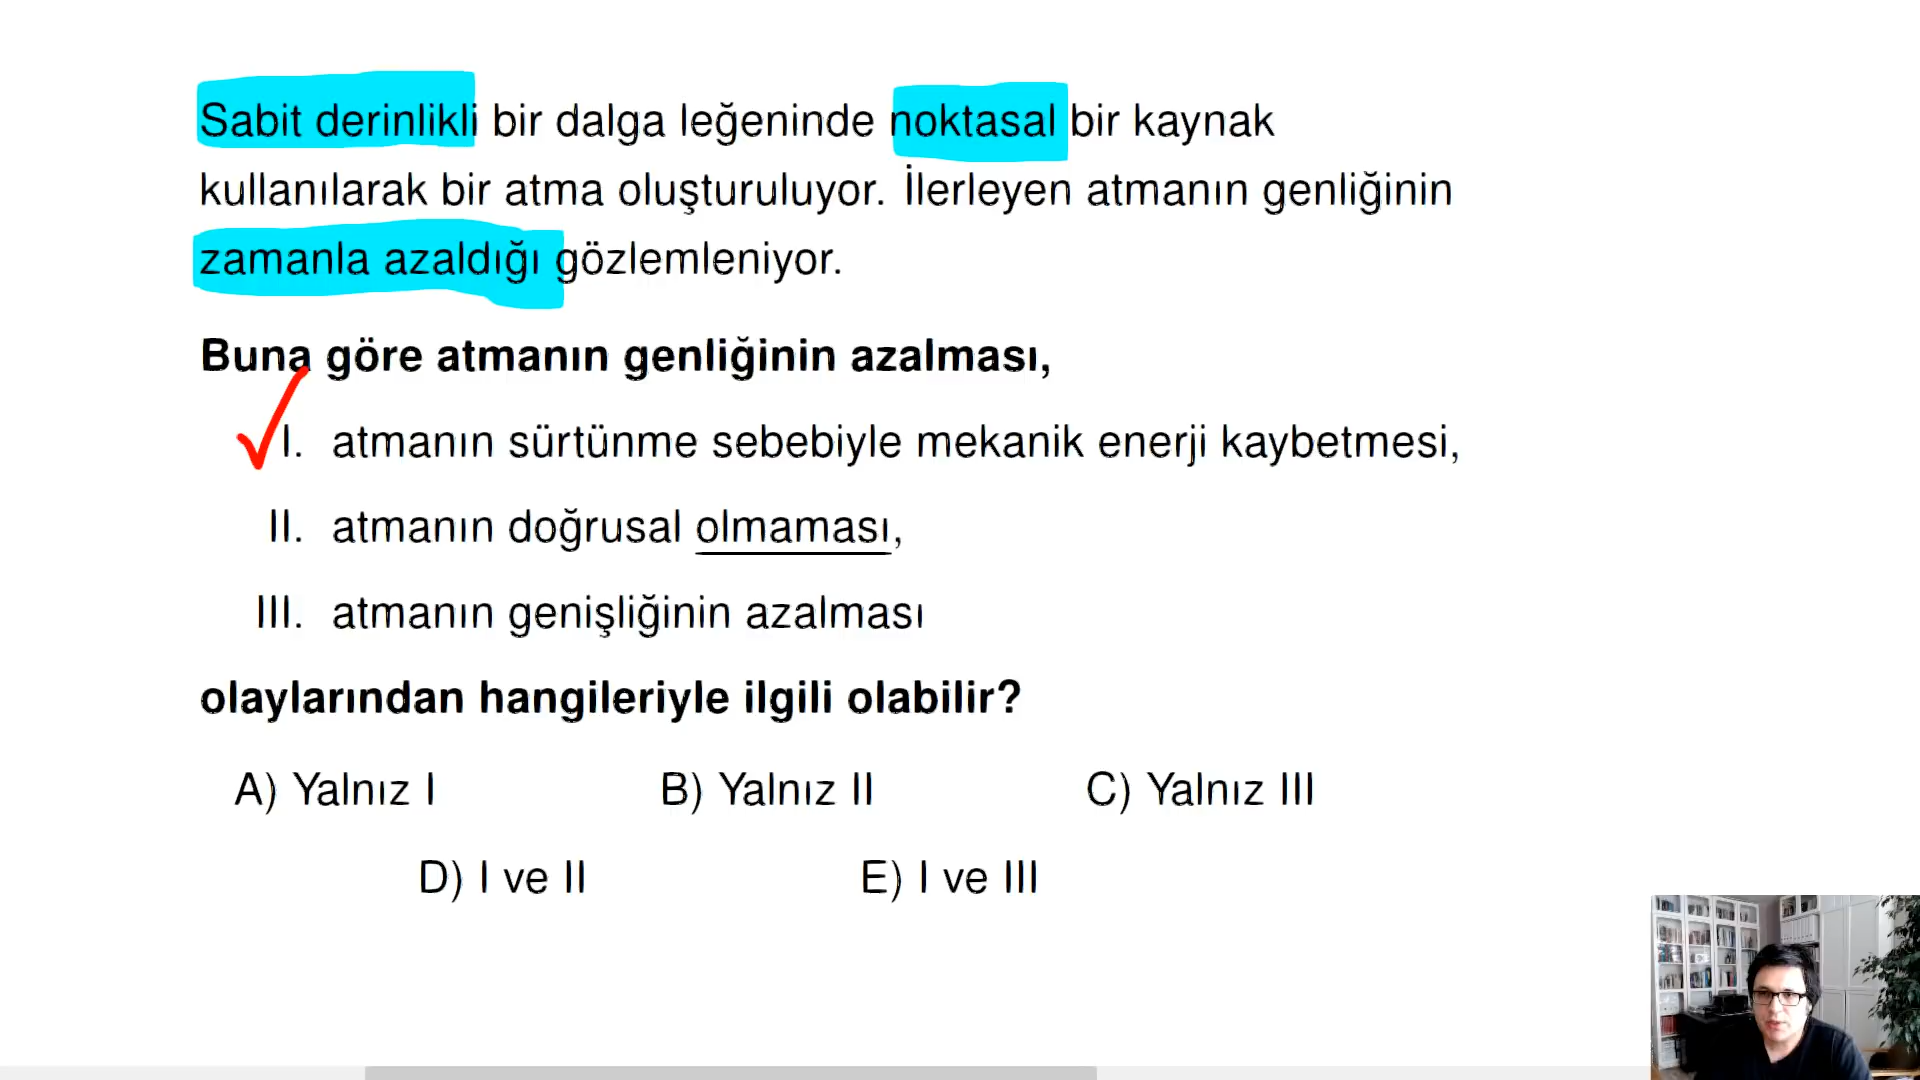 Sabit derinlikli bir dalga leğeninde noktasal bir kaynak
kullanılarak bir atma oluşturuluyor. İlerleyen atmanın genliğinin
zamanla azaldığı gözlemleniyor.
Buna göre atmanın genliğinin azalması,
I. atmanın sürtünme sebebiyle mekanik enerji kaybetmesi,
II. atmanın doğrusal olmaması,
III. atmanın genişliğinin azalması
olaylarından hangileriyle ilgili olabilir?
A) Yalnız I B) Yalnız II C) Yalnız III
D) I ve II E) I ve III